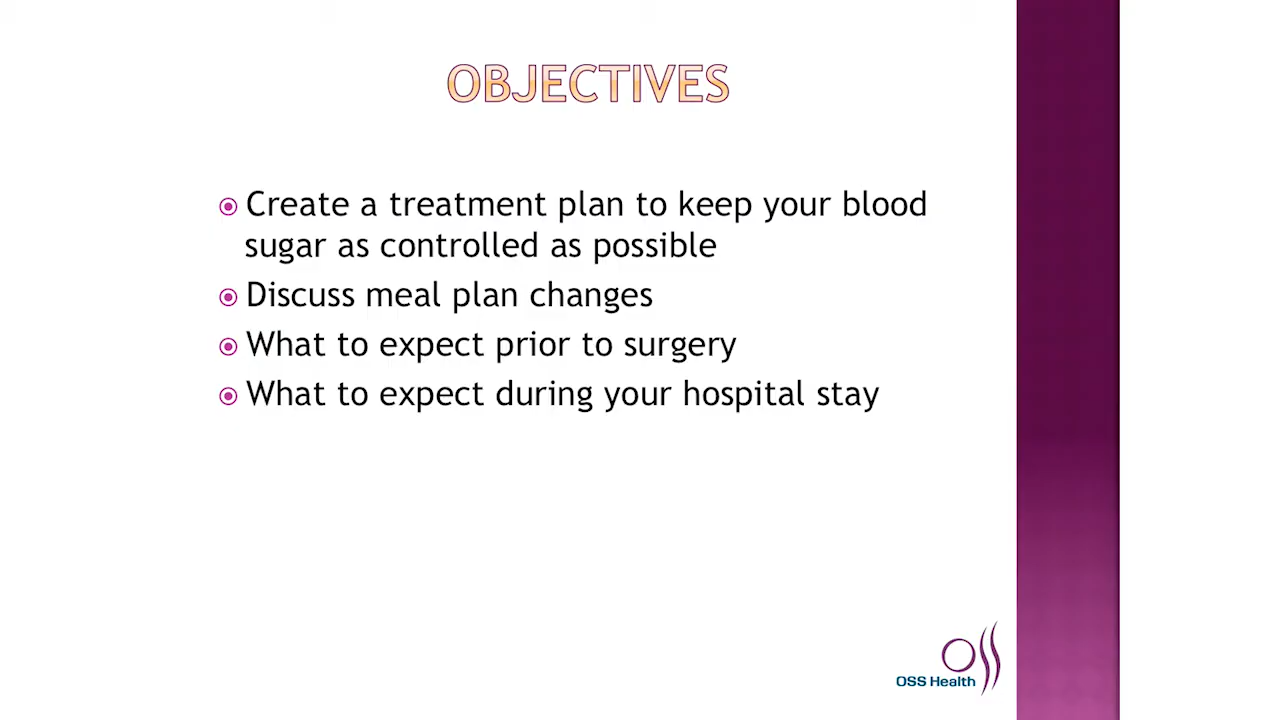 OBJECTIVES
Create a treatment plan to keep your blood
sugar as controlled as possible
Discuss meal plan changes
What to expect prior to surgery
What to expect during your hospital stay
OSS Health